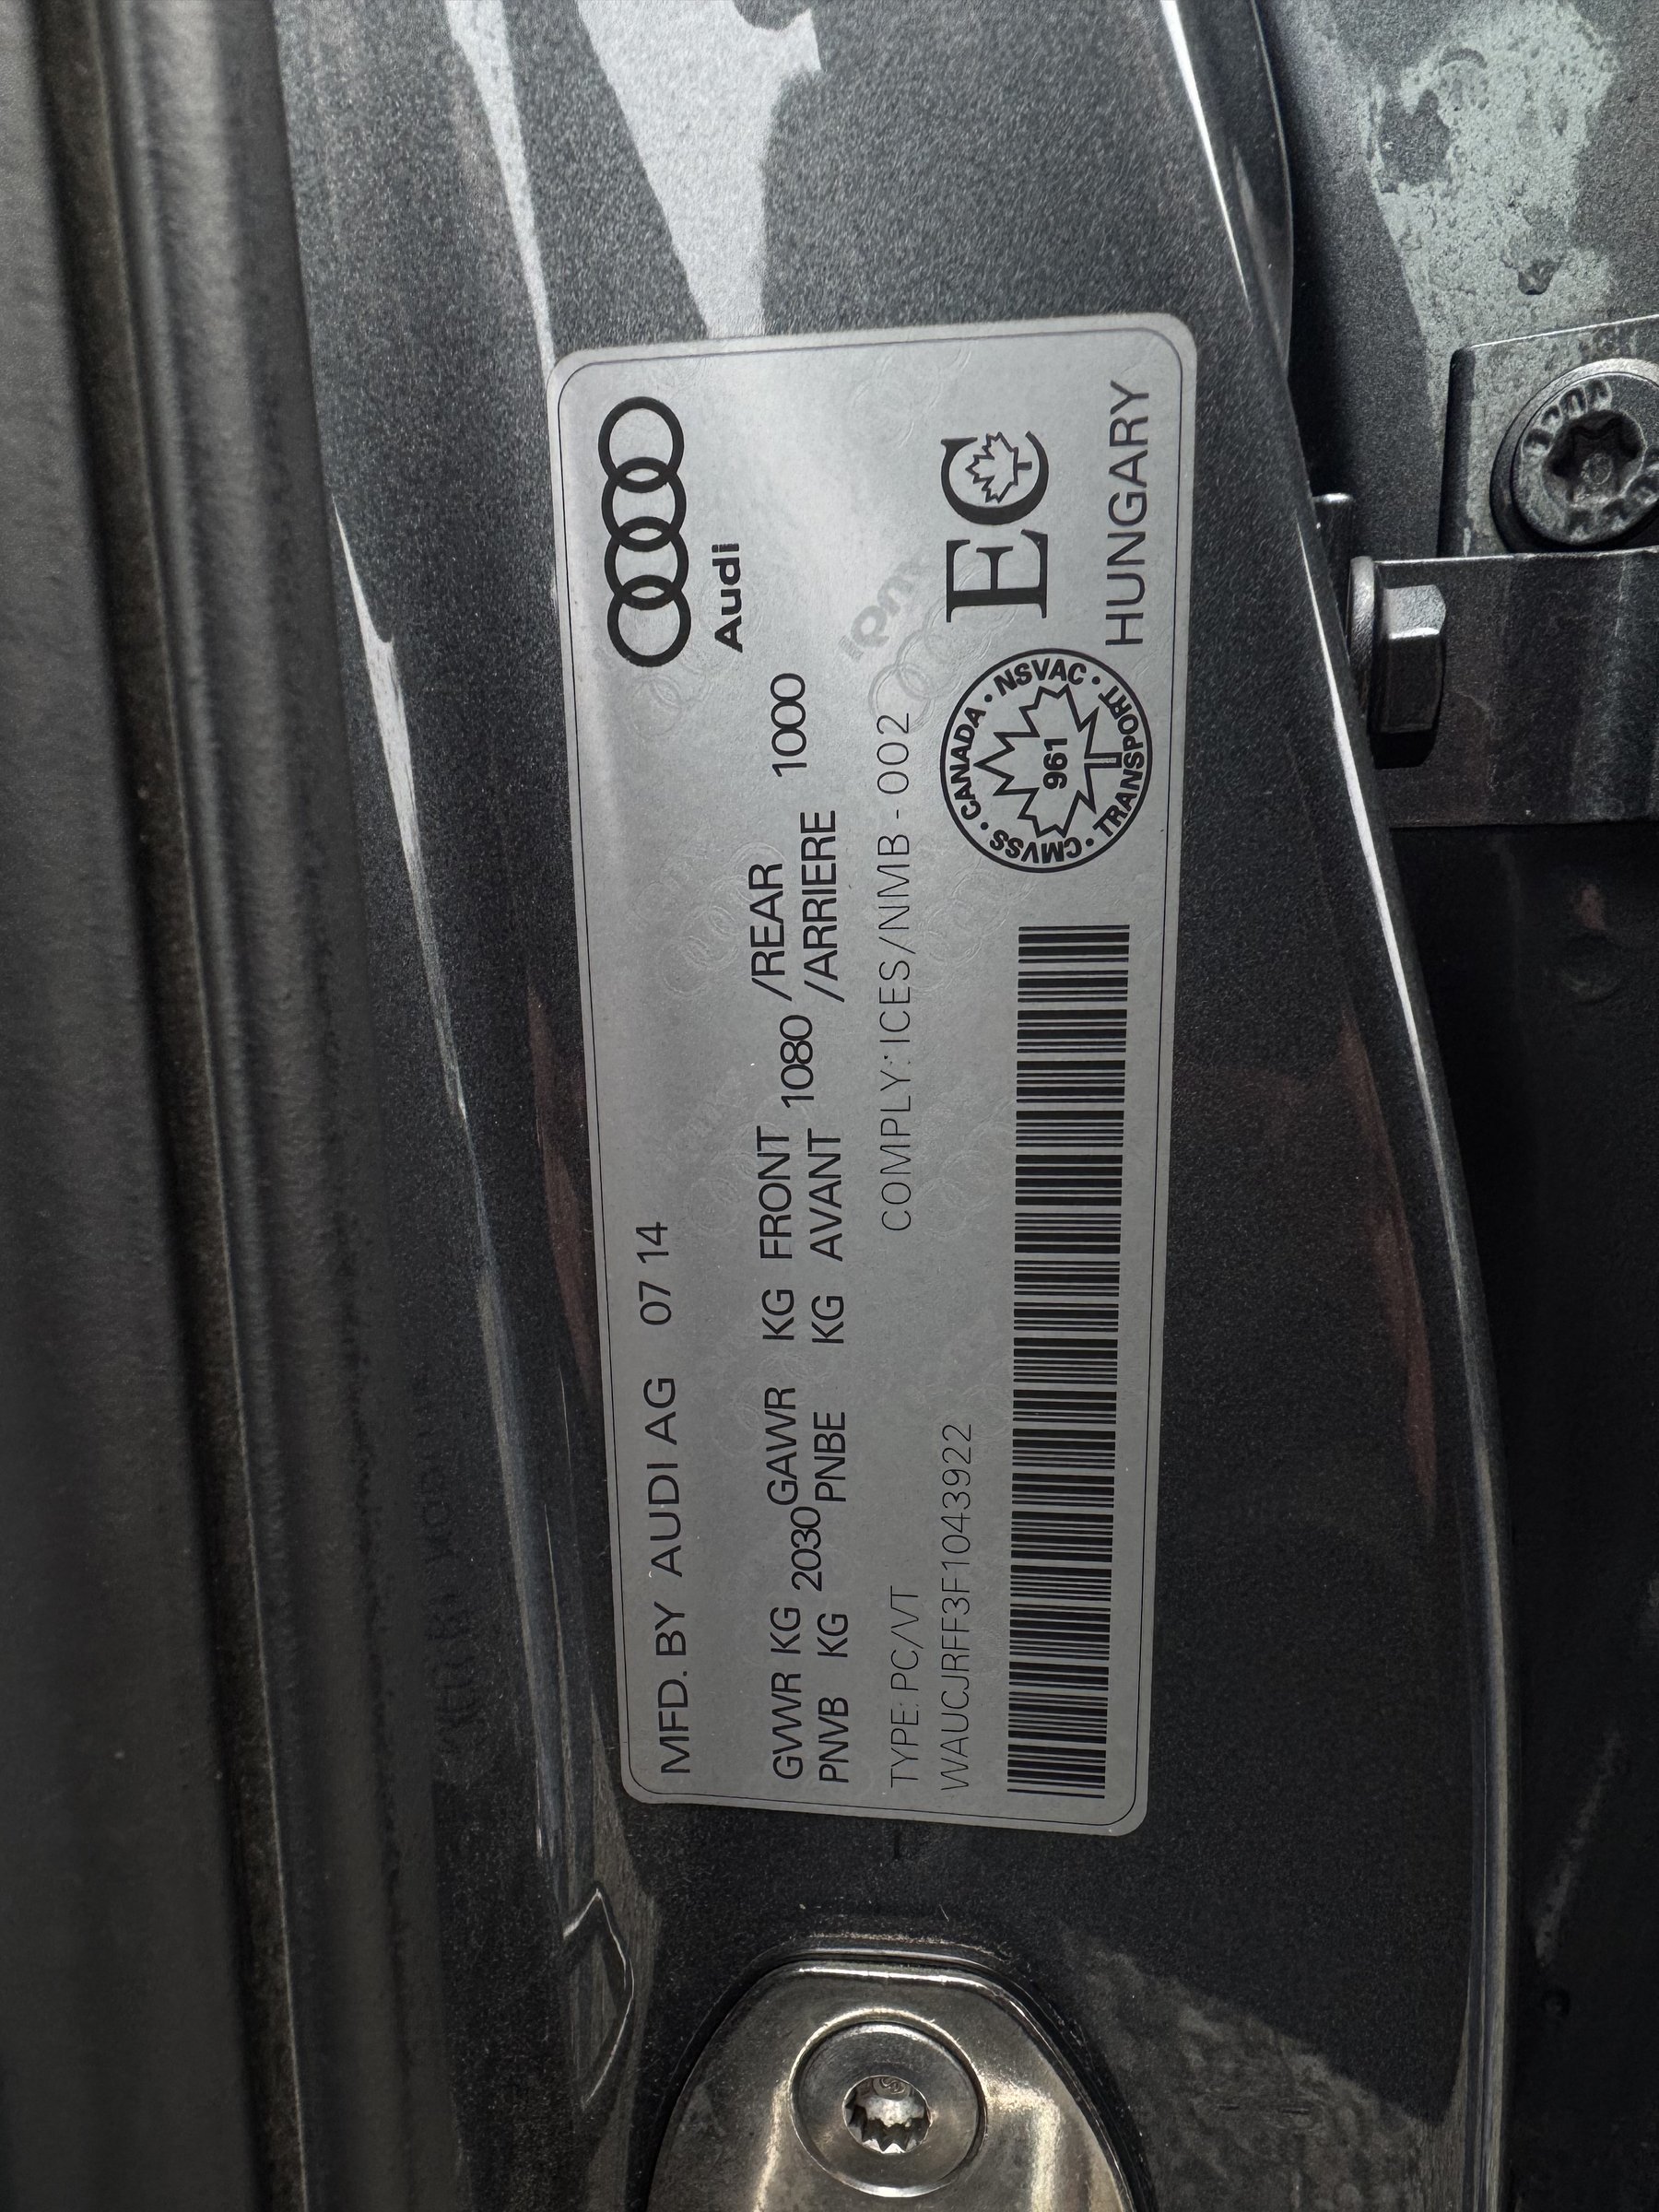 MFD. BY AUDI AG 07 14
Audi
GVWR KG 2030 GAWR KG FRONT 1080 /REAR 1000
PNVB KG PNBE KG AVANT /ARRIERE
TYPE: PC/VT COMPLY: ICES/NMB - 002
WAUCJRFF3F1043922
CANADA • NSVAC • TRANSPORT • CMVSS •
961
EC
HUNGARY